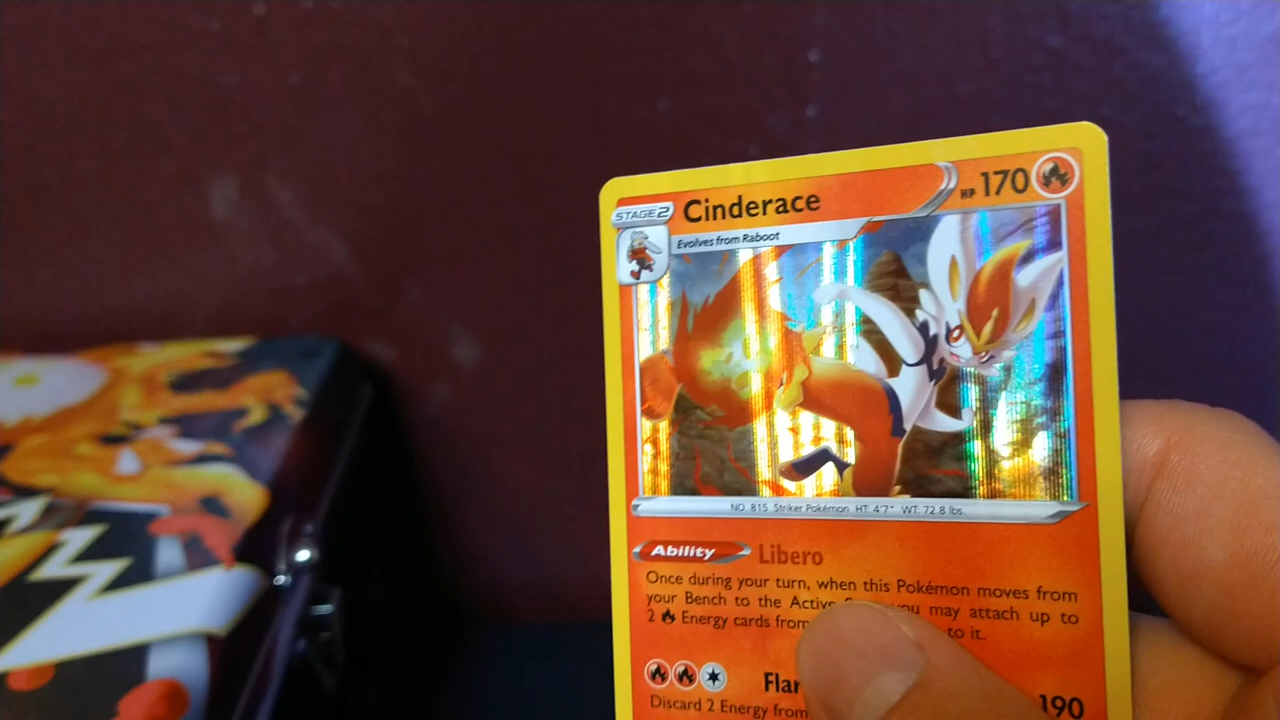 STAGE2
Cinderace
HP 170
Evolves from Raboot
NO. 815 Striker Pokémon HT: 4'7" WT: 72.8 lbs.
Ability Libero
Once during your turn, when this Pokémon moves from
your Bench to the Active you may attach up to
2 Energy cards from to it.
Flar 190
Discard 2 Energy from